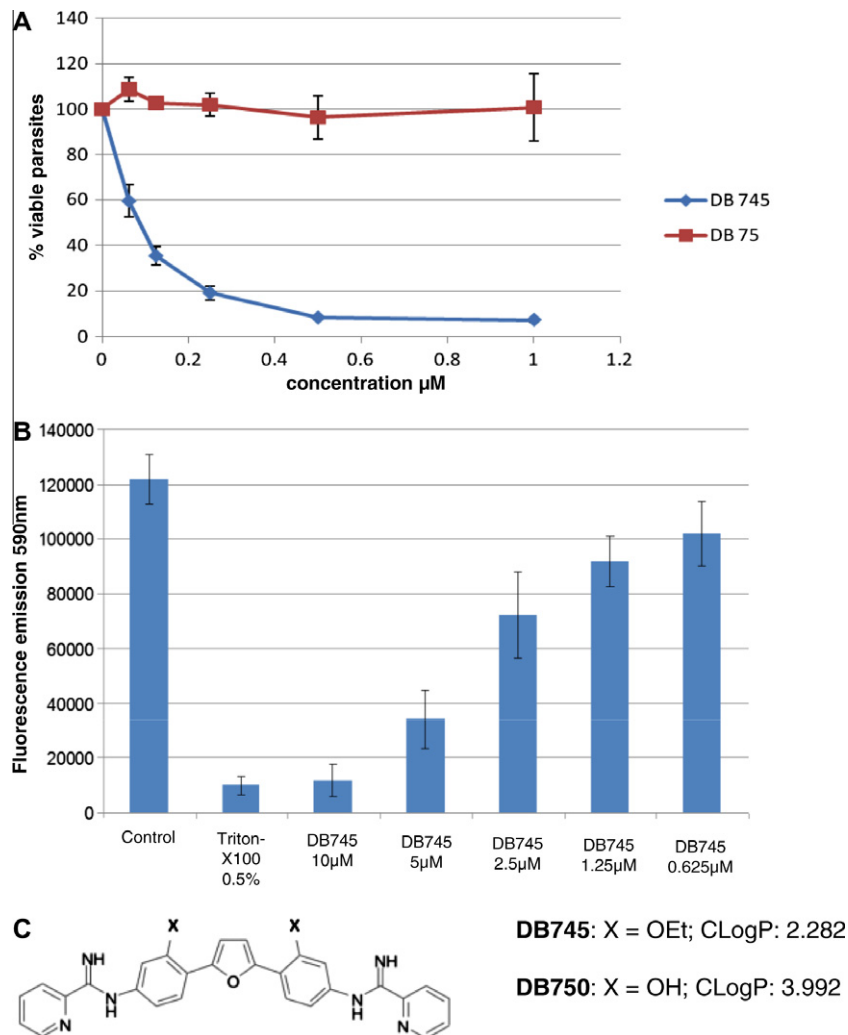 A
140
120
100
80
60
40
20
0
% viable parasites
0 0.2 0.4 0.6 0.8 1 1.2
concentration µM
DB 745
DB 75
B
140000
120000
100000
80000
60000
40000
20000
0
Fluorescence emission 590nm
Control
Triton-
X100
0.5%
DB745
10µM
DB745
5µM
DB745
2.5µM
DB745
1.25µM
DB745
0.625µM
C
X X
NH NH
N N H O N H N
DB745: X = OEt; CLogP: 2.282
DB750: X = OH; CLogP: 3.992